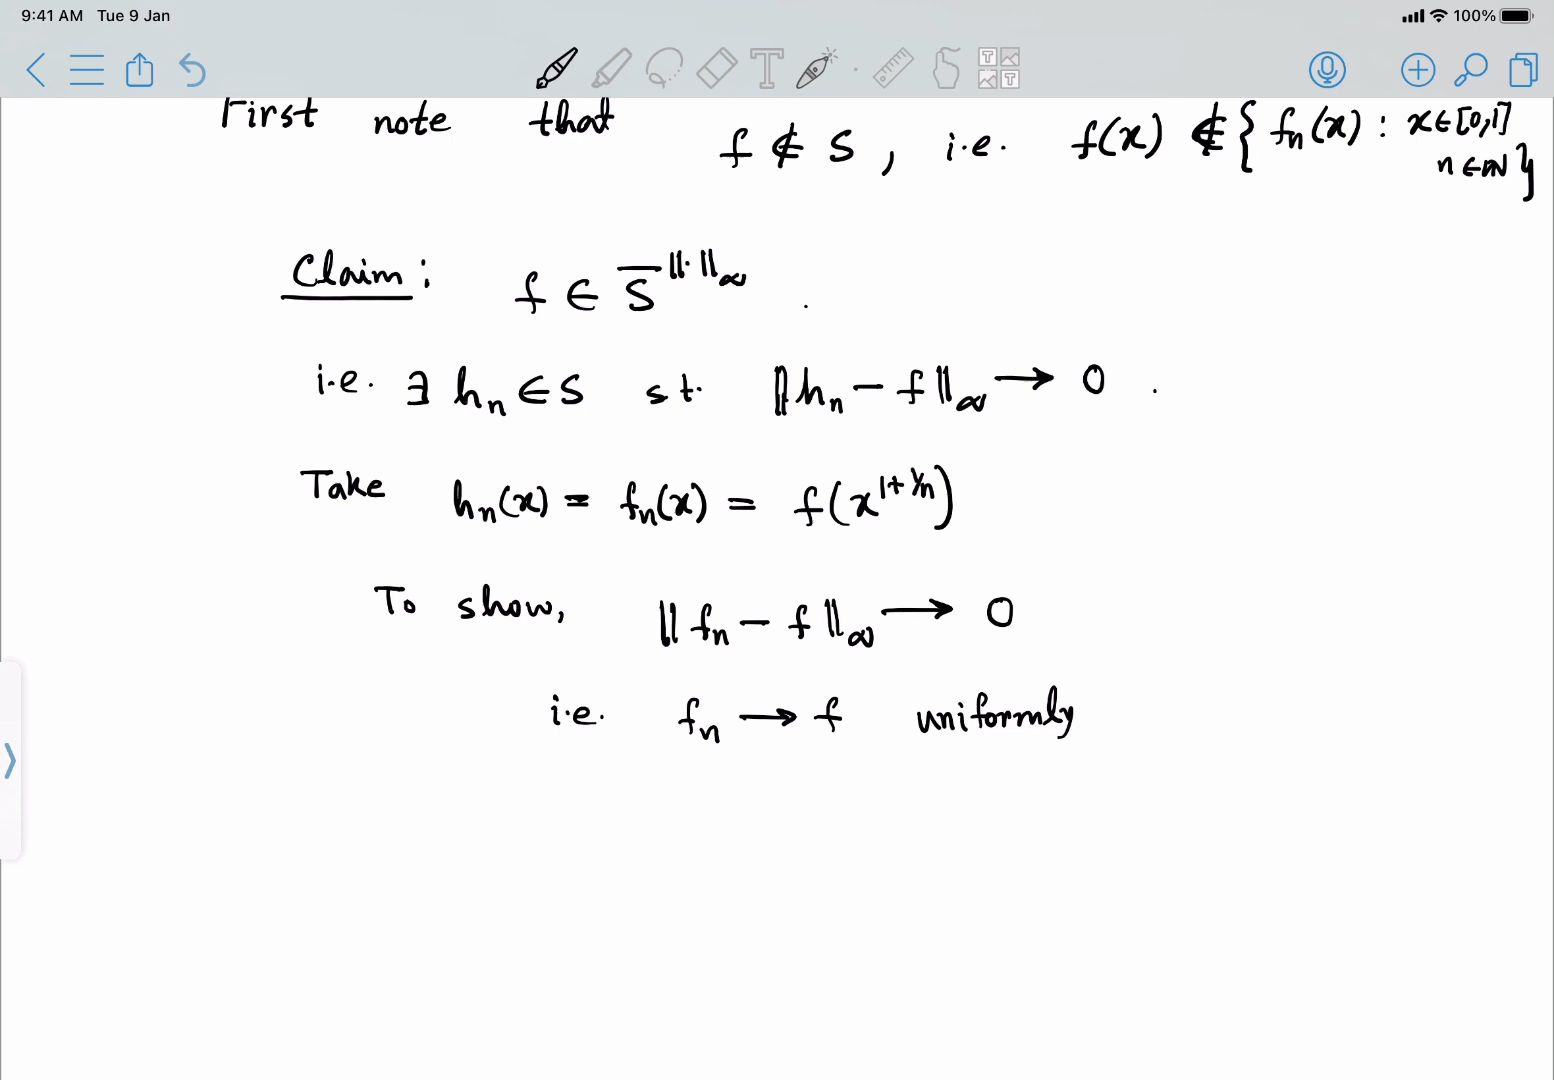 9:41 AM Tue 9 Jan 100%
First note that f ∉ S, i.e. f(x) ∉ { fₙ(x) : x ∈ [0,1]
n ∈ ℕ }
Claim: f ∈ S̅^{‖·‖_∞}.
i.e. ∃ hₙ ∈ S s.t. ‖hₙ − f‖_∞ → 0.
Take hₙ(x) = fₙ(x) = f(x^{1+1/n})
To show, ‖fₙ − f‖_∞ → 0
i.e. fₙ → f uniformly